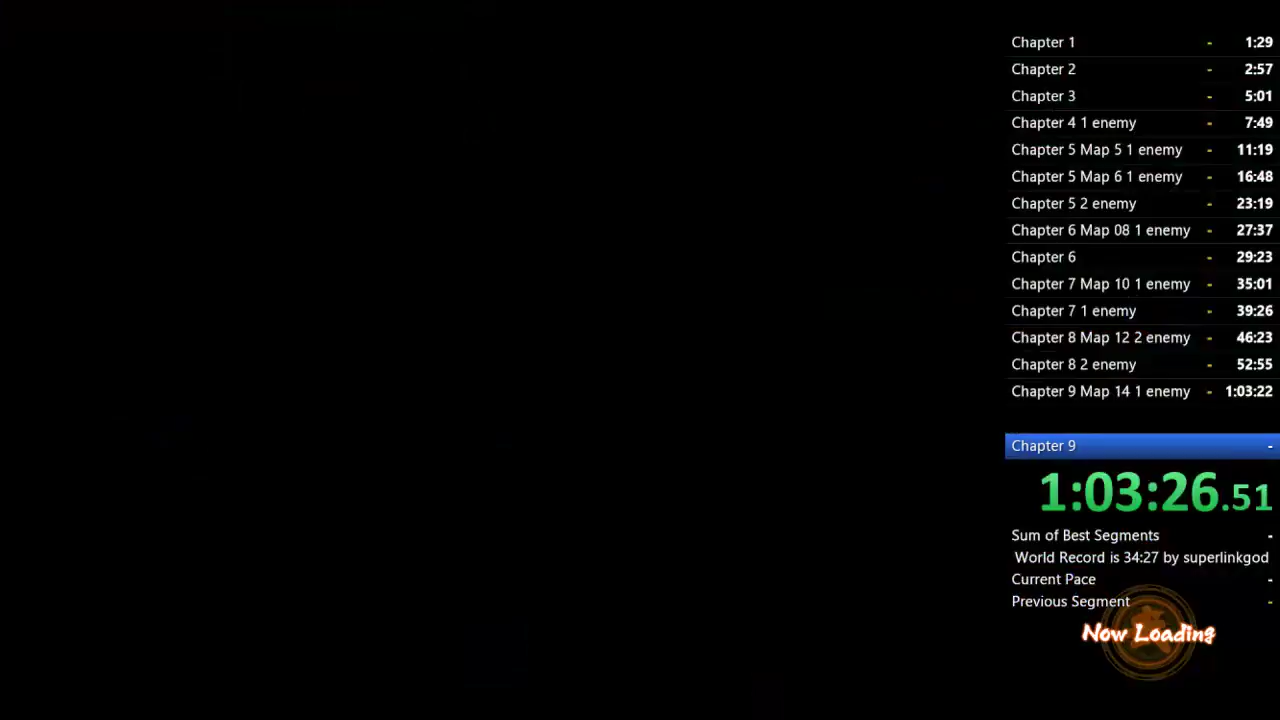 Chapter 1 - 1:29
Chapter 2 - 2:57
Chapter 3 - 5:01
Chapter 4 1 enemy - 7:49
Chapter 5 Map 5 1 enemy - 11:19
Chapter 5 Map 6 1 enemy - 16:48
Chapter 5 2 enemy - 23:19
Chapter 6 Map 08 1 enemy - 27:37
Chapter 6 - 29:23
Chapter 7 Map 10 1 enemy - 35:01
Chapter 7 1 enemy - 39:26
Chapter 8 Map 12 2 enemy - 46:23
Chapter 8 2 enemy - 52:55
Chapter 9 Map 14 1 enemy - 1:03:22
Chapter 9 -
1:03:26.51
Sum of Best Segments -
World Record is 34:27 by superlinkgod
Current Pace -
Previous Segment -
Now Loading